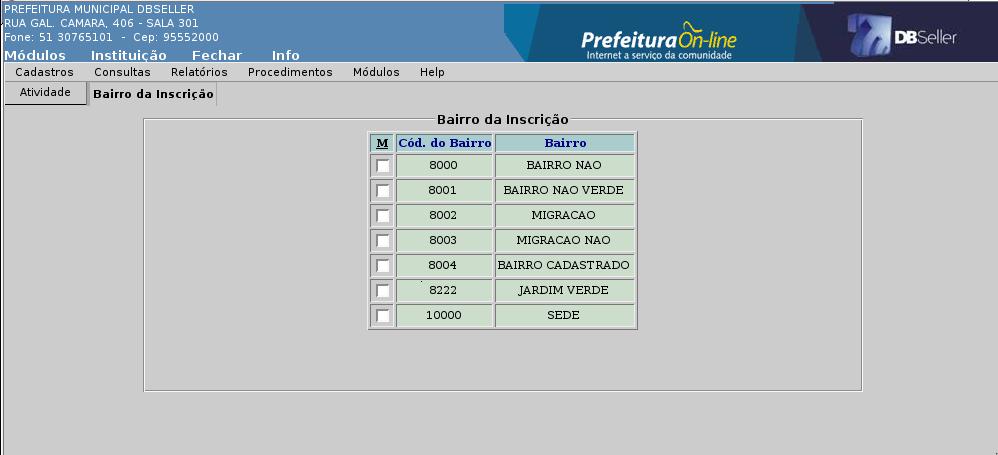 PREFEITURA MUNICIPAL DBSELLER
RUA GAL. CAMARA, 406 - SALA 301
Fone: 51 30765101 - Cep: 95552000
Prefeitura On-line
Internet a serviço da comunidade
DBSeller
Módulos Instituição Fechar Info
Cadastros Consultas Relatórios Procedimentos Módulos Help
Atividade Bairro da Inscrição
Bairro da Inscrição
M Cód. do Bairro Bairro
8000 BAIRRO NAO
8001 BAIRRO NAO VERDE
8002 MIGRACAO
8003 MIGRACAO NAO
8004 BAIRRO CADASTRADO
8222 JARDIM VERDE
10000 SEDE